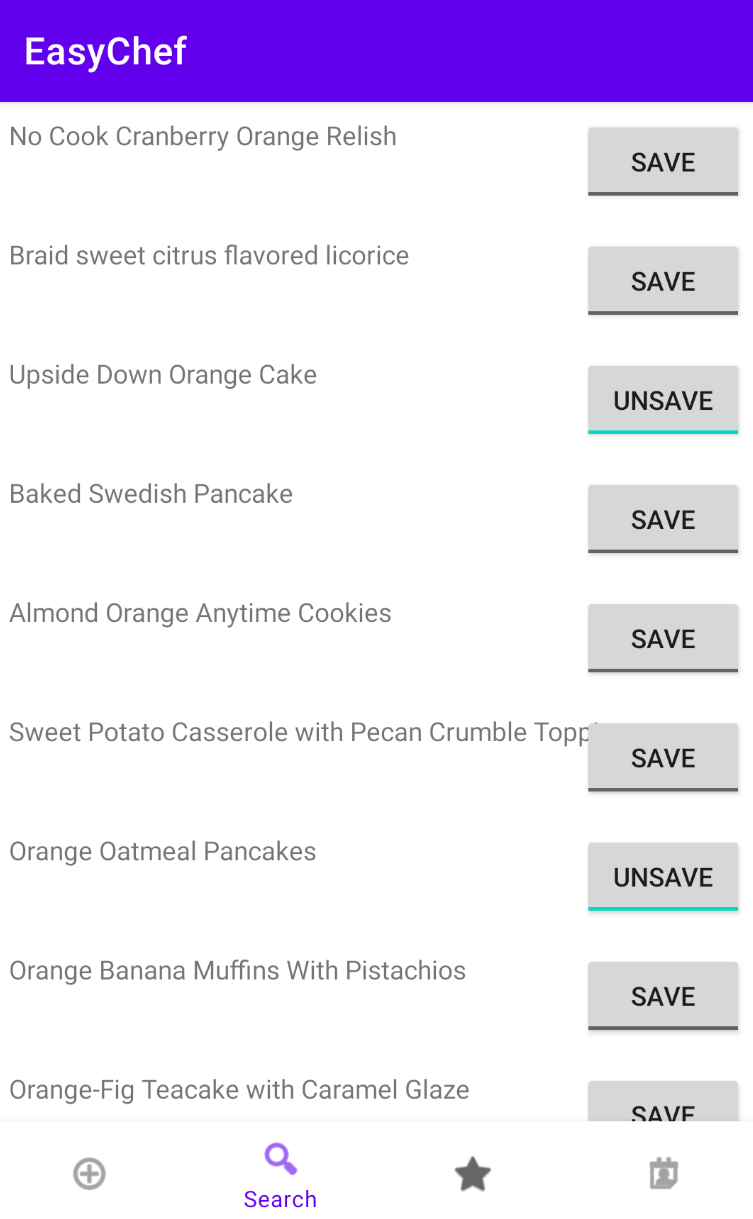 EasyChef
No Cook Cranberry Orange Relish
SAVE
Braid sweet citrus flavored licorice
SAVE
Upside Down Orange Cake
UNSAVE
Baked Swedish Pancake
SAVE
Almond Orange Anytime Cookies
SAVE
Sweet Potato Casserole with Pecan Crumble Topp
SAVE
Orange Oatmeal Pancakes
UNSAVE
Orange Banana Muffins With Pistachios
SAVE
Orange-Fig Teacake with Caramel Glaze
SAVE
Search